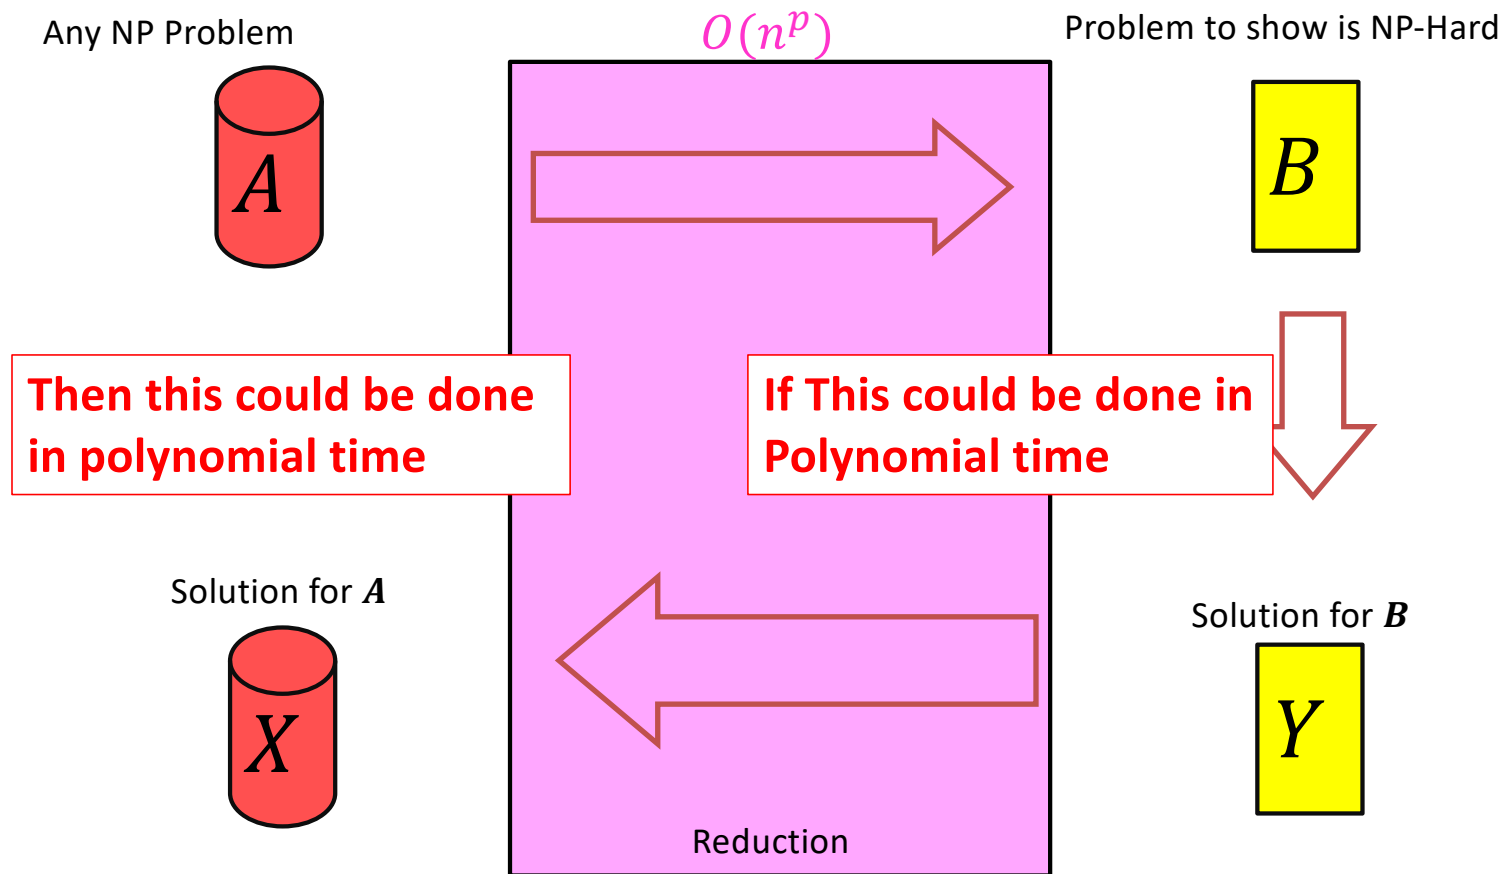 Any NP Problem
O(n^p)
Problem to show is NP-Hard
A
B
Then this could be done
in polynomial time
If This could be done in
Polynomial time
Solution for A
Solution for B
X
Y
Reduction